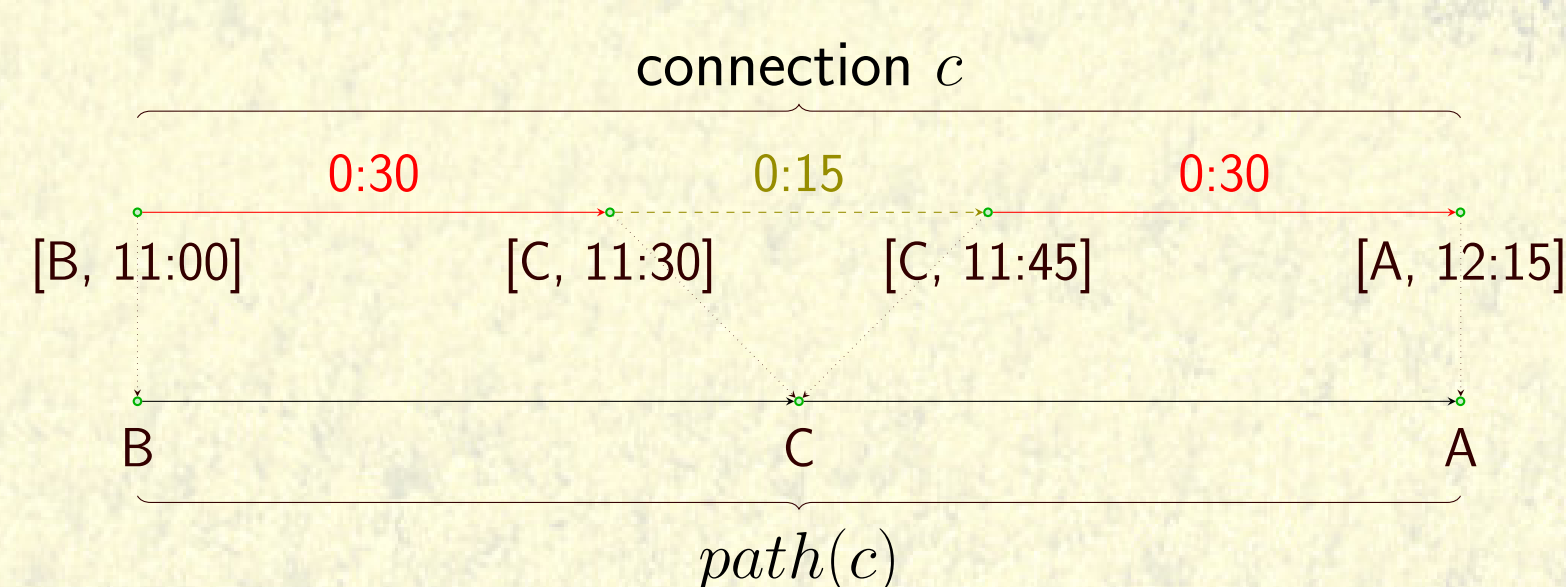 connection c
0:30 0:15 0:30
[B, 11:00] [C, 11:30] [C, 11:45] [A, 12:15]
B C A
path(c)